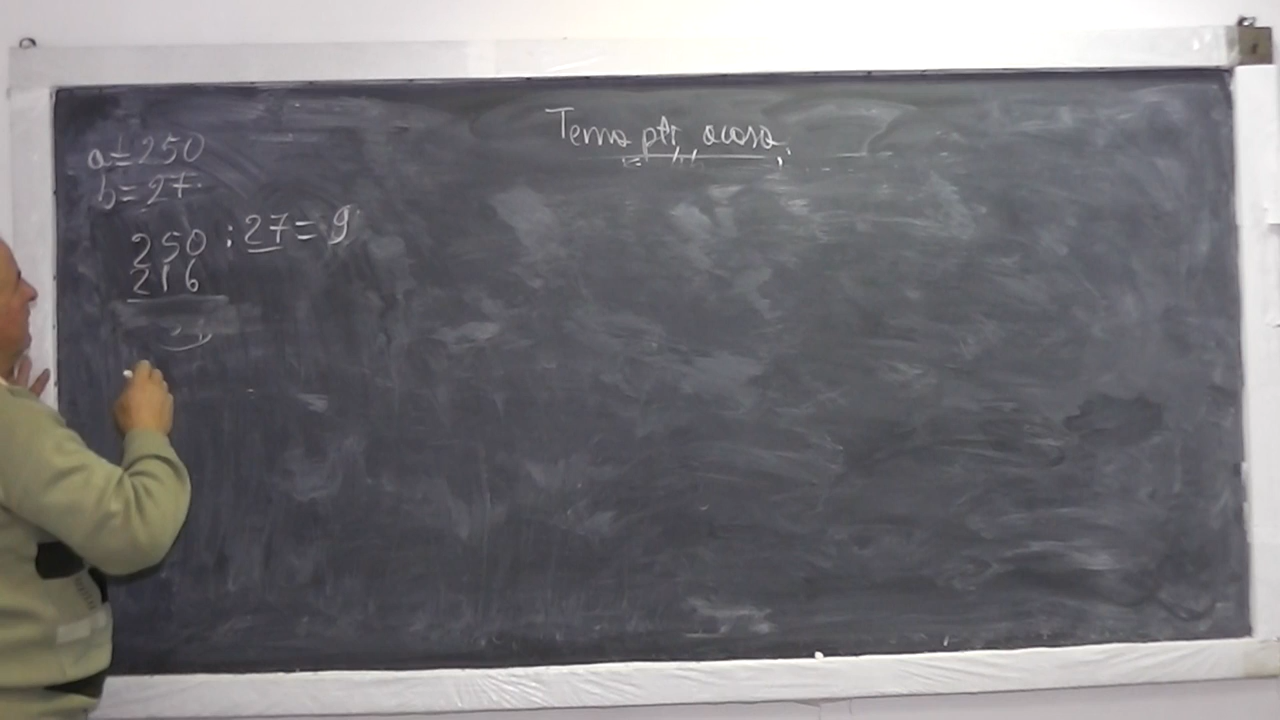 Tema ptr, acasa.
a = 250
b = 27
250 : 27 = 9
216